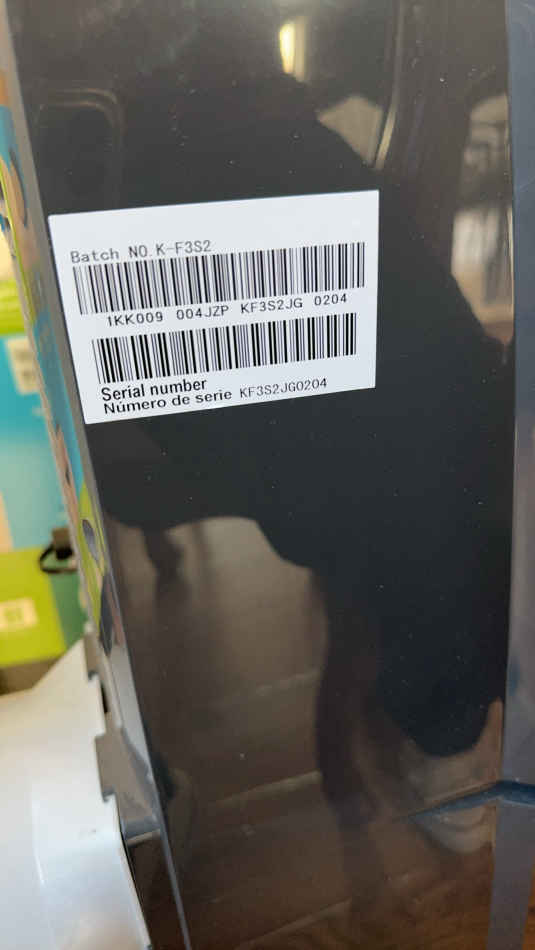 Batch NO.K-F3S2
1KK009 004JZP KF3S2JG 0204
Serial number
Número de serie KF3S2JG0204